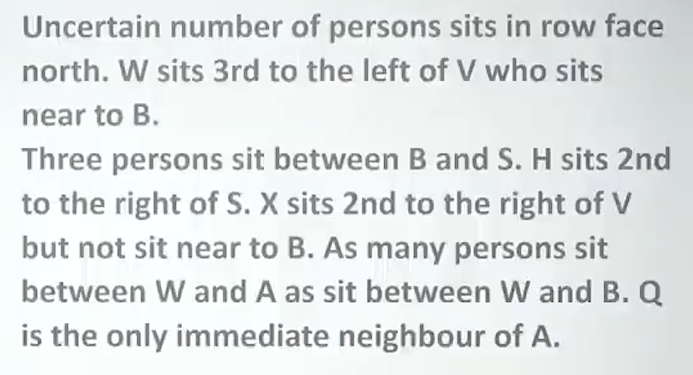 Uncertain number of persons sits in row face
north. W sits 3rd to the left of V who sits
near to B.
Three persons sit between B and S. H sits 2nd
to the right of S. X sits 2nd to the right of V
but not sit near to B. As many persons sit
between W and A as sit between W and B. Q
is the only immediate neighbour of A.